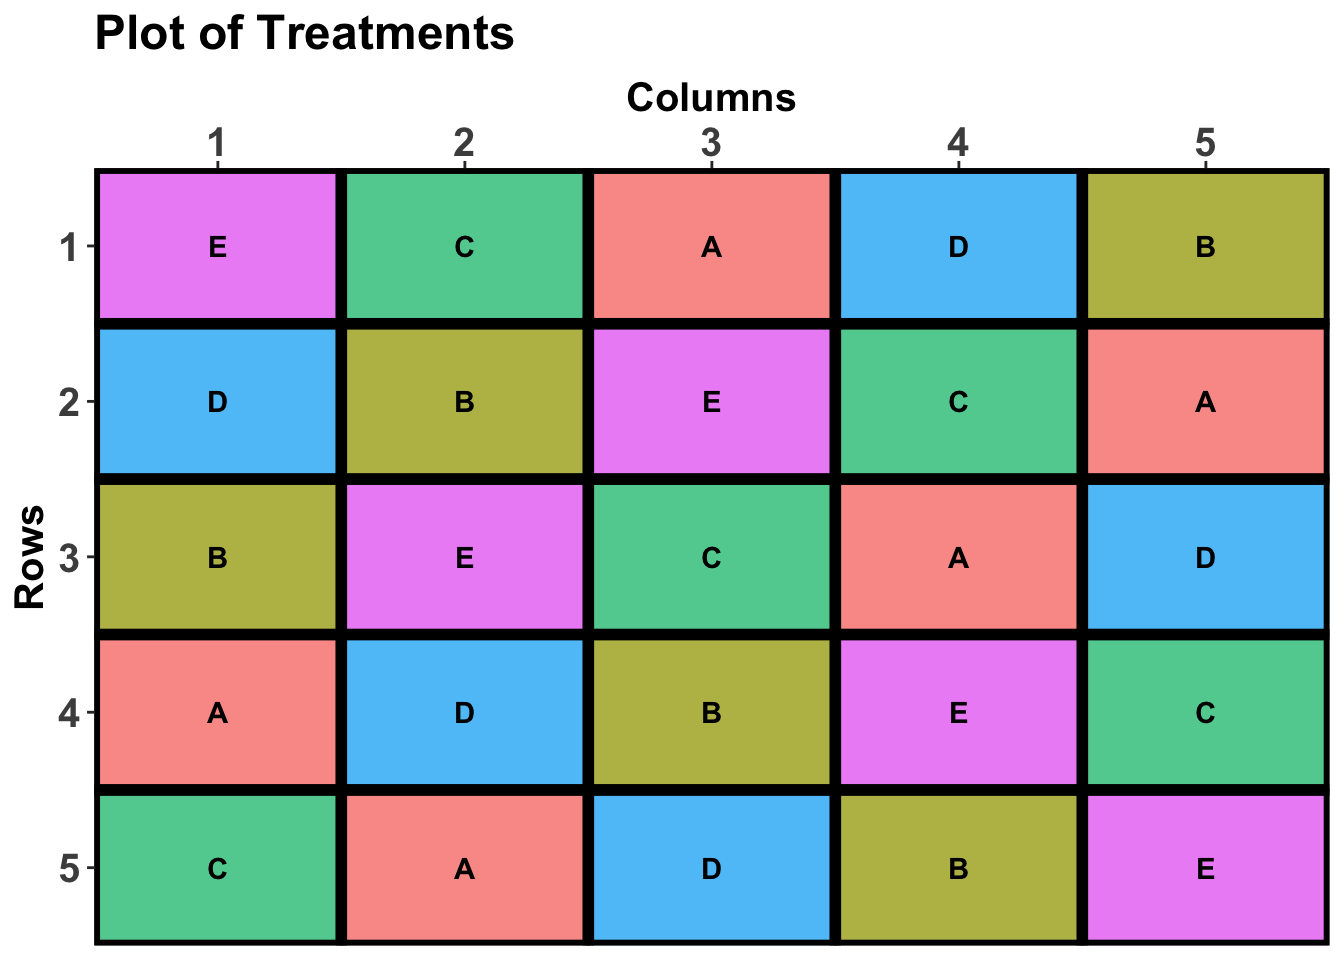 Plot of Treatments
Columns
1 2 3 4 5
1 E C A D B
2 D B E C A
Rows
3 B E C A D
4 A D B E C
5 C A D B E